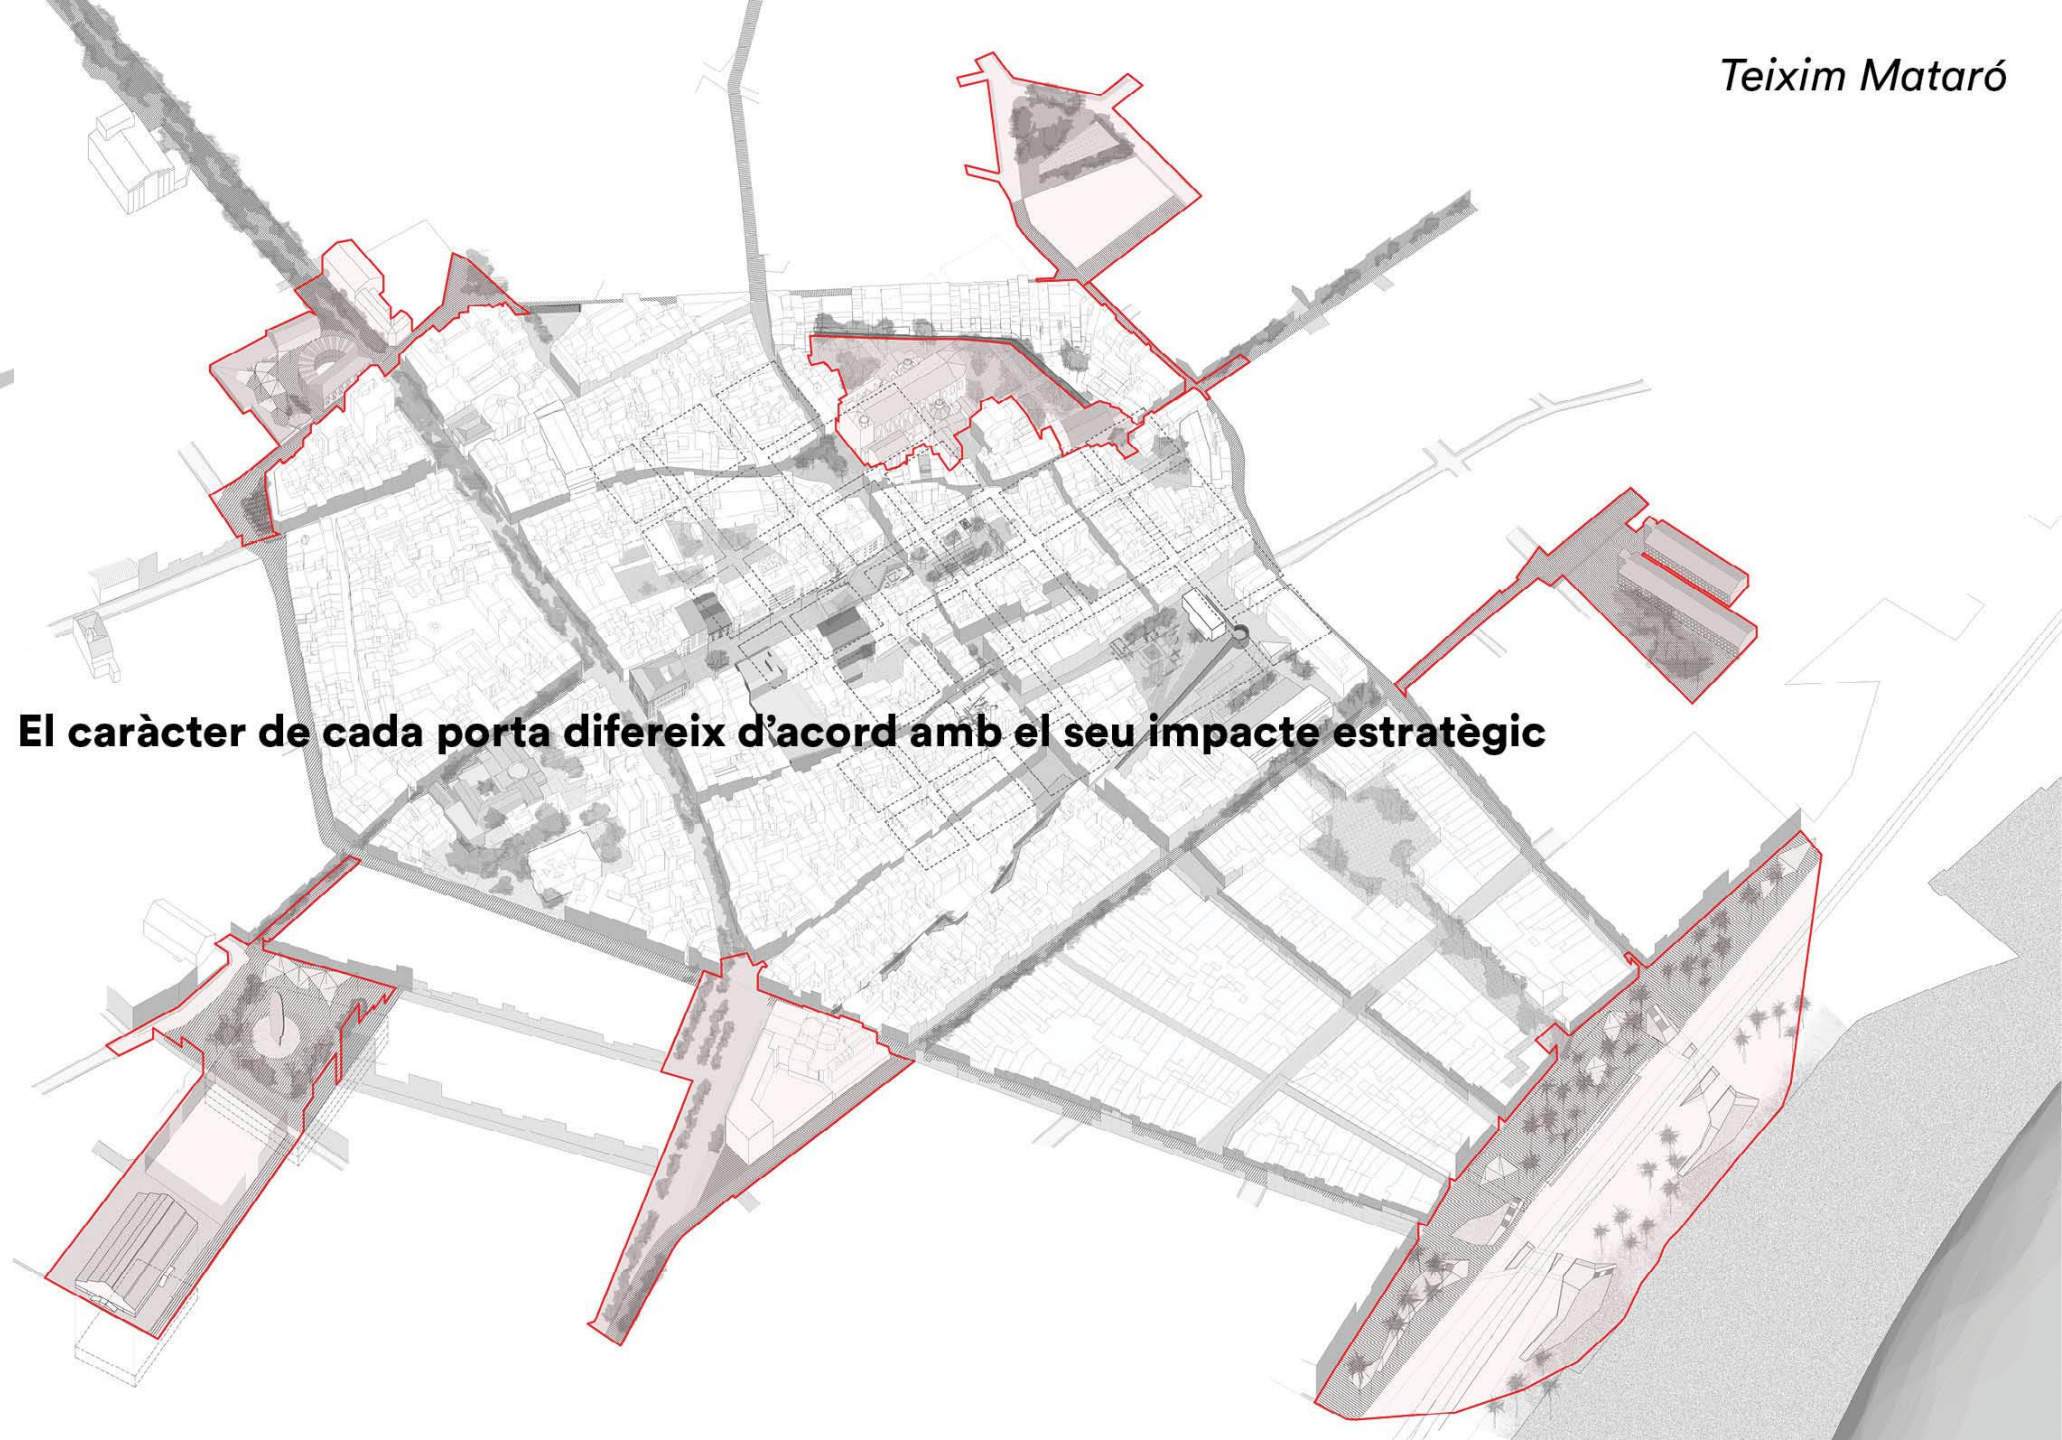 Teixim Mataró
El caràcter de cada porta difereix d’acord amb el seu impacte estratègic